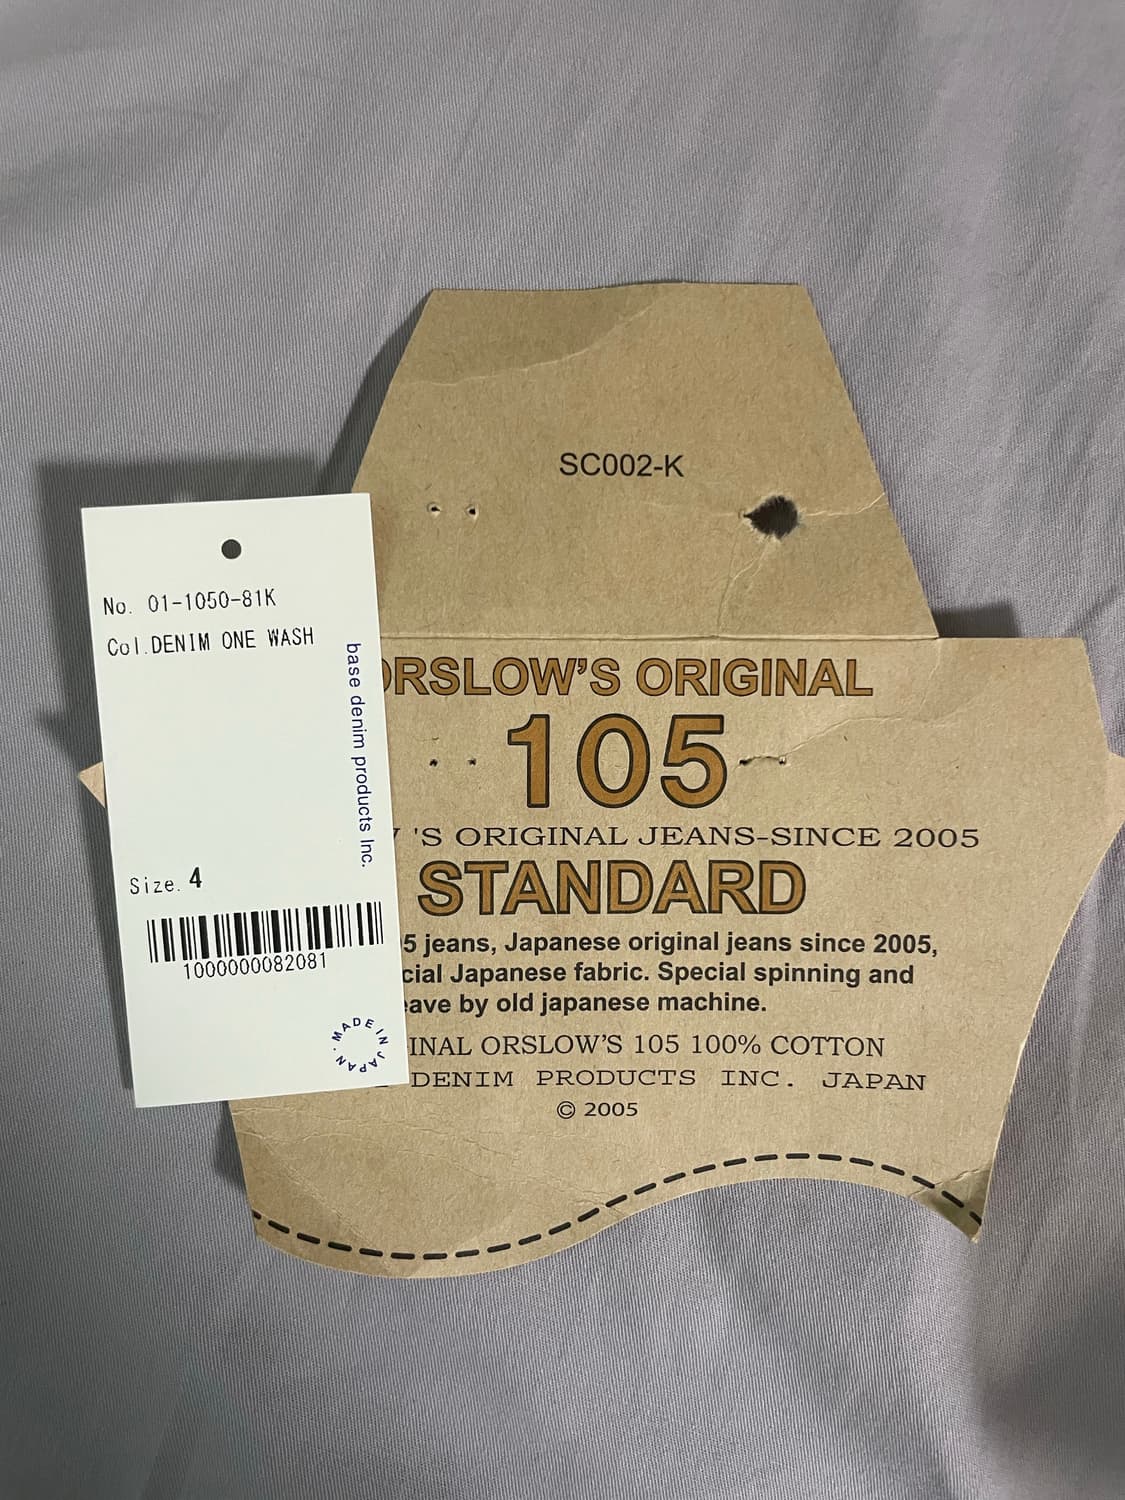 SC002-K
No. 01-1050-81K
Col.DENIM ONE WASH
base denim products Inc.
Size. 4
1000000082081
MADE IN JAPAN.
ORSLOW'S ORIGINAL
105
'S ORIGINAL JEANS-SINCE 2005
STANDARD
5 jeans, Japanese original jeans since 2005,
cial Japanese fabric. Special spinning and
eave by old japanese machine.
INAL ORSLOW'S 105 100% COTTON
DENIM PRODUCTS INC. JAPAN
© 2005